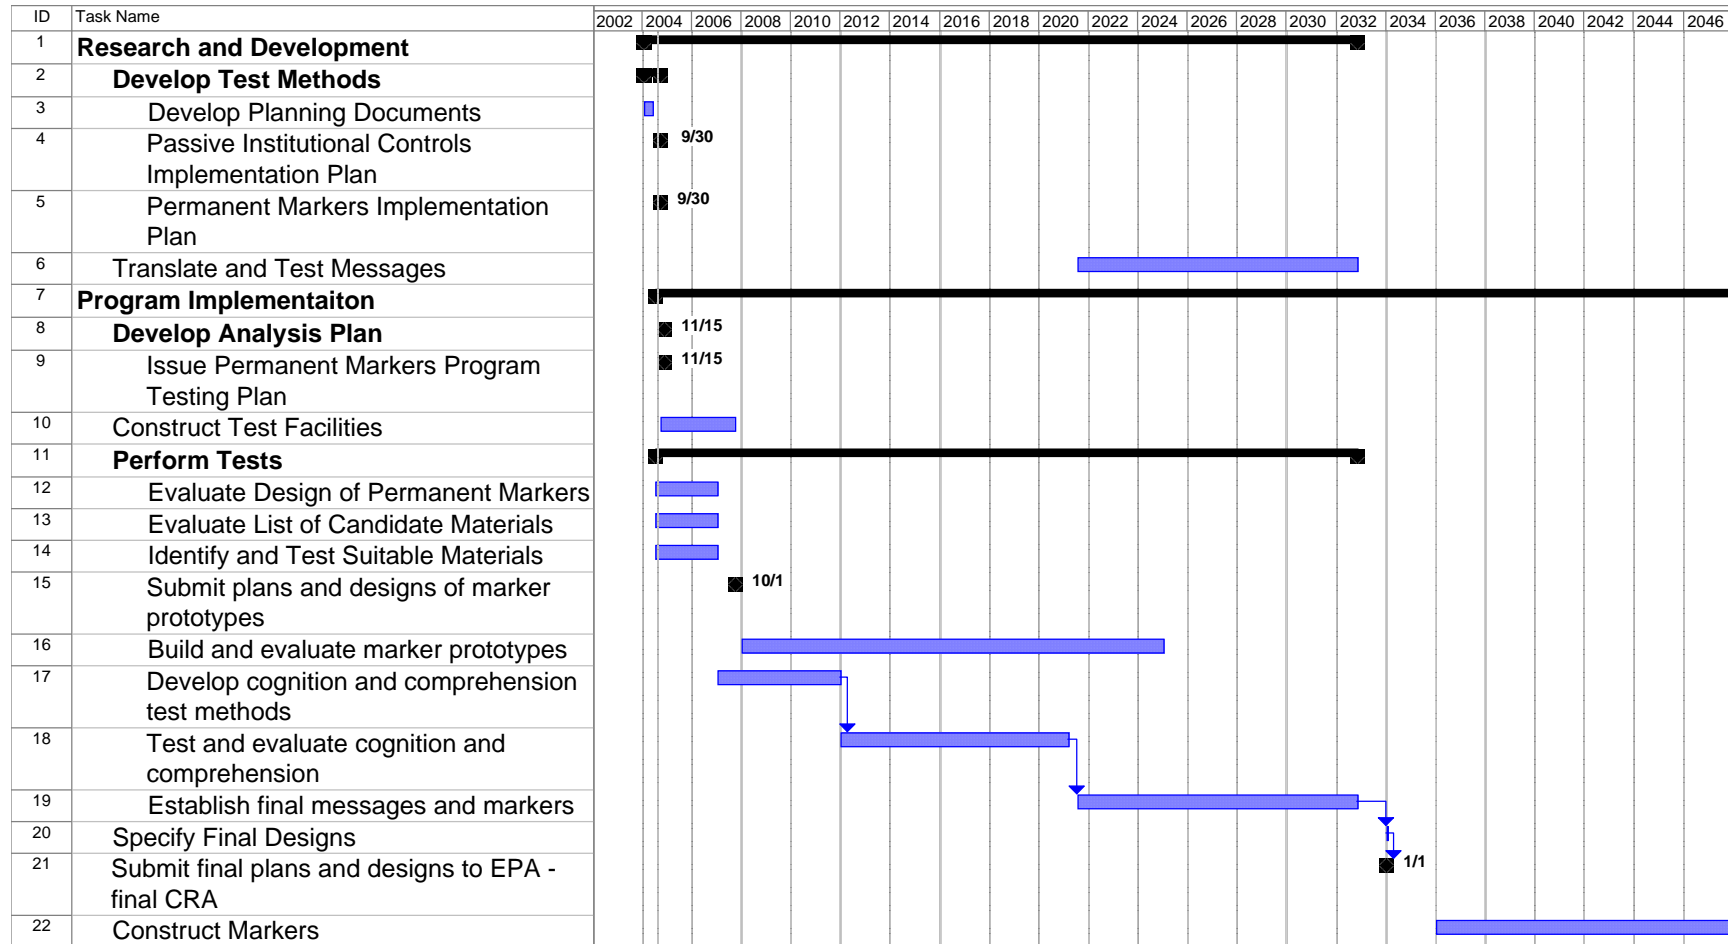 ID Task Name 2002 2004 2006 2008 2010 2012 2014 2016 2018 2020 2022 2024 2026 2028 2030 2032 2034 2036 2038 2040 2042 2044 2046
1 Research and Development
2 Develop Test Methods
3 Develop Planning Documents
4 Passive Institutional Controls 9/30
Implementation Plan
5 Permanent Markers Implementation 9/30
Plan
6 Translate and Test Messages
7 Program Implementaiton
8 Develop Analysis Plan 11/15
9 Issue Permanent Markers Program 11/15
Testing Plan
10 Construct Test Facilities
11 Perform Tests
12 Evaluate Design of Permanent Markers
13 Evaluate List of Candidate Materials
14 Identify and Test Suitable Materials
15 Submit plans and designs of marker 10/1
prototypes
16 Build and evaluate marker prototypes
17 Develop cognition and comprehension
test methods
18 Test and evaluate cognition and
comprehension
19 Establish final messages and markers
20 Specify Final Designs
21 Submit final plans and designs to EPA - 1/1
final CRA
22 Construct Markers